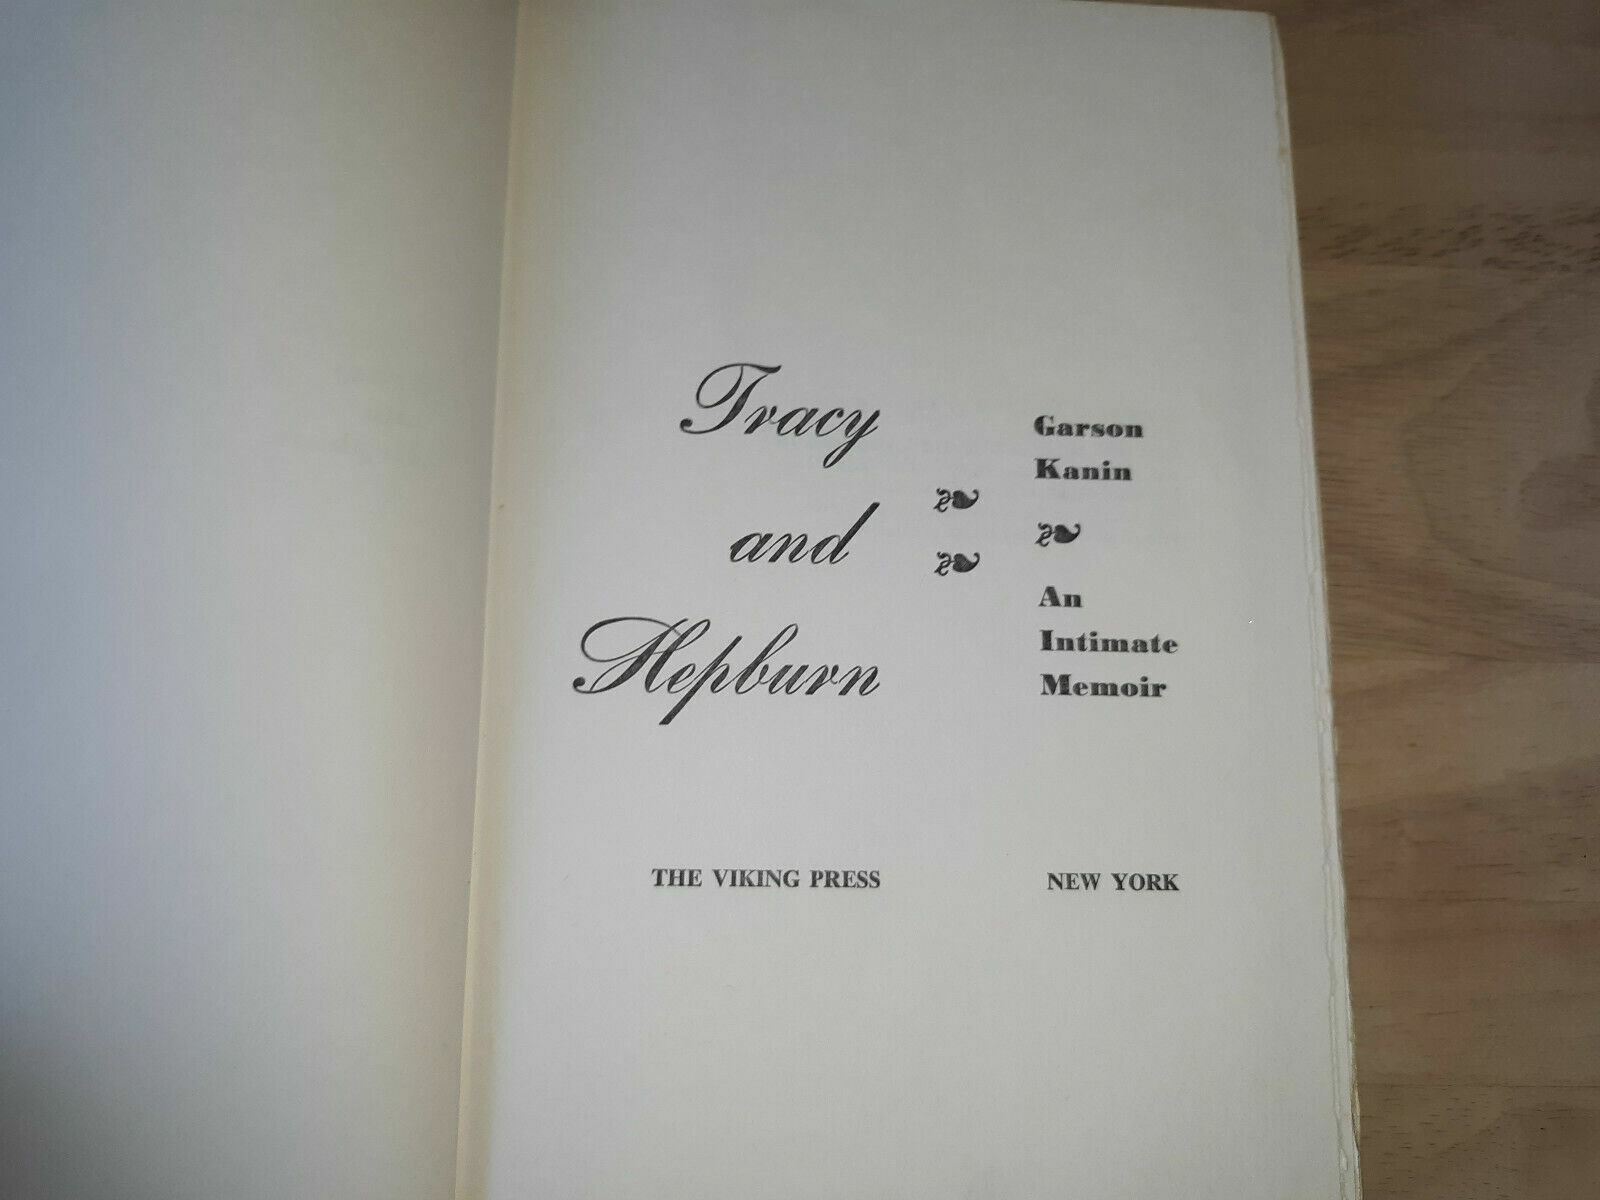 Tracy
and
Hepburn
Garson
Kanin
An
Intimate
Memoir
THE VIKING PRESS
NEW YORK